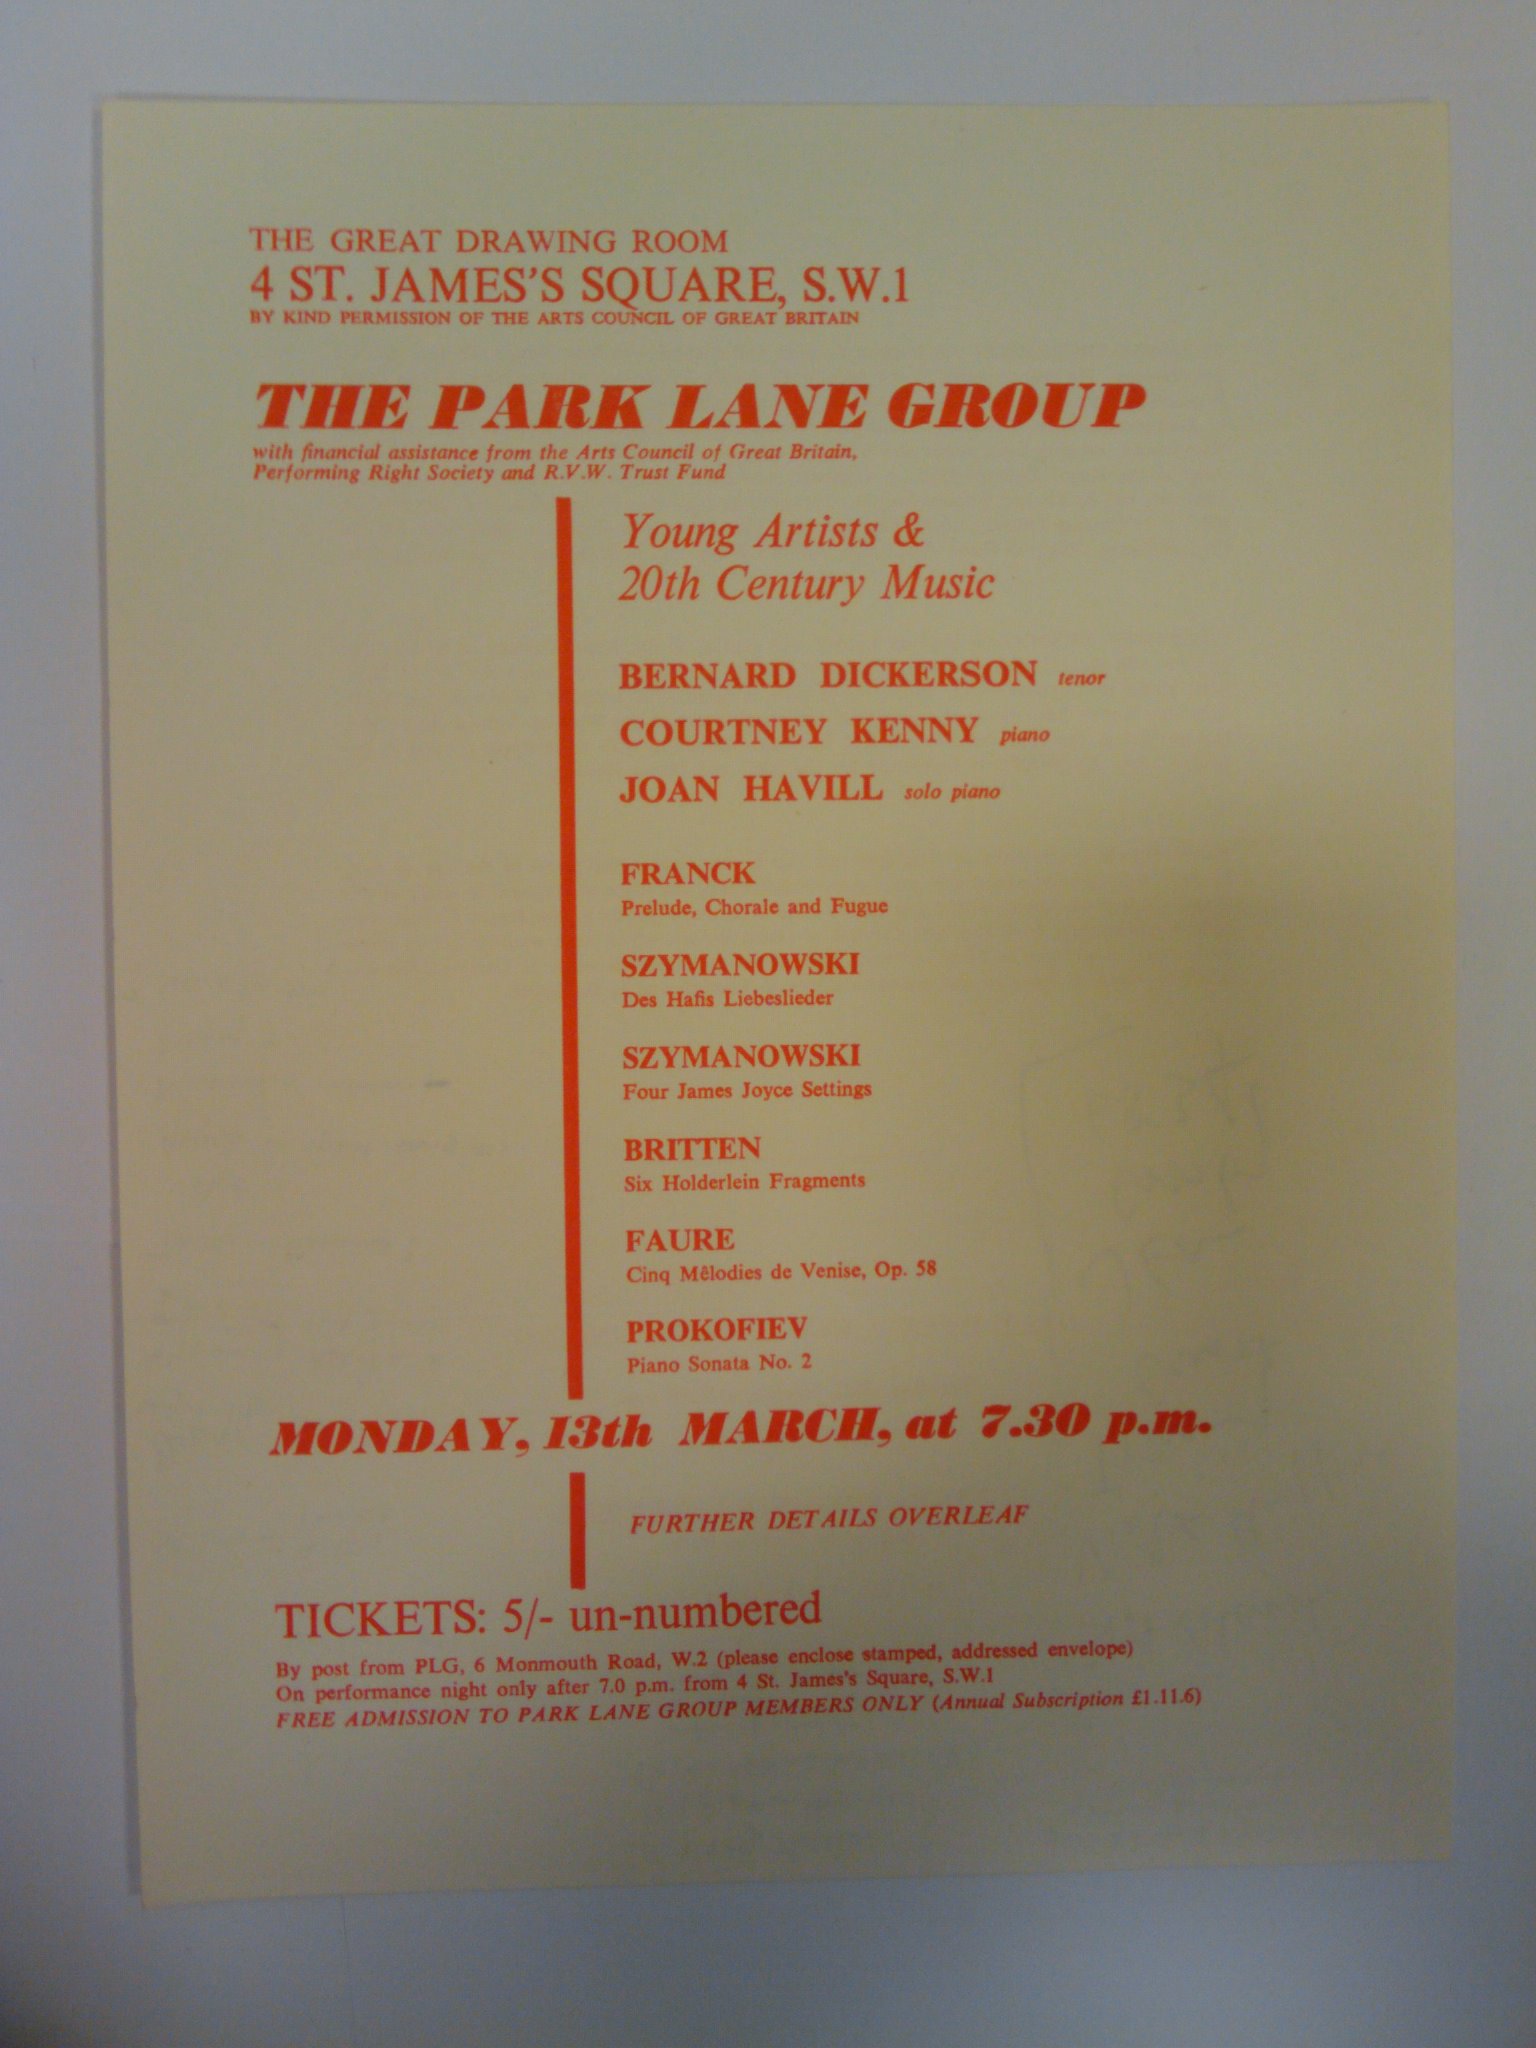 THE GREAT DRAWING ROOM
4 ST. JAMES'S SQUARE, S.W.1
BY KIND PERMISSION OF THE ARTS COUNCIL OF GREAT BRITAIN
THE PARK LANE GROUP
with financial assistance from the Arts Council of Great Britain,
Performing Right Society and R.V.W. Trust Fund
Young Artists &
20th Century Music
BERNARD DICKERSON tenor
COURTNEY KENNY piano
JOAN HAVILL solo piano
FRANCK
Prelude, Chorale and Fugue
SZYMANOWSKI
Des Hafis Liebeslieder
SZYMANOWSKI
Four James Joyce Settings
BRITTEN
Six Holderlein Fragments
FAURE
Cinq Mêlodies de Venise, Op. 58
PROKOFIEV
Piano Sonata No. 2
MONDAY, 13th MARCH, at 7.30 p.m.
FURTHER DETAILS OVERLEAF
TICKETS: 5/- un-numbered
By post from PLG, 6 Monmouth Road, W.2 (please enclose stamped, addressed envelope)
On performance night only after 7.0 p.m. from 4 St. James's Square, S.W.1
FREE ADMISSION TO PARK LANE GROUP MEMBERS ONLY (Annual Subscription £1.11.6)